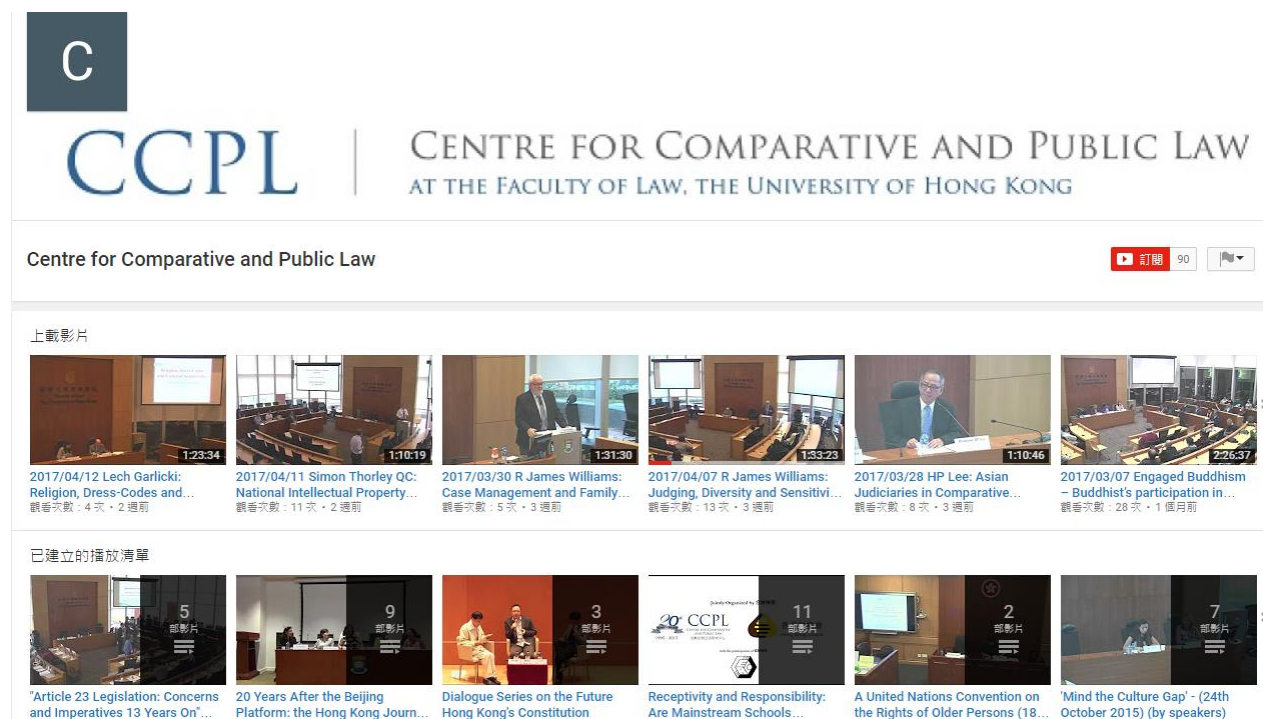 C
CCPL
CENTRE FOR COMPARATIVE AND PUBLIC LAW
AT THE FACULTY OF LAW, THE UNIVERSITY OF HONG KONG
Centre for Comparative and Public Law
訂閱 90
上載影片
1:23:34
2017/04/12 Lech Garlicki:
Religion, Dress-Codes and...
觀看次數：4 次 • 2 週前
1:10:19
2017/04/11 Simon Thorley QC:
National Intellectual Property...
觀看次數：11 次 • 2 週前
1:31:30
2017/03/30 R James Williams:
Case Management and Family...
觀看次數：5 次 • 3 週前
1:33:23
2017/04/07 R James Williams:
Judging, Diversity and Sensitivi...
觀看次數：13 次 • 3 週前
1:10:46
2017/03/28 HP Lee: Asian
Judiciaries in Comparative...
觀看次數：8 次 • 3 週前
2:26:37
2017/03/07 Engaged Buddhism
– Buddhist's participation in...
觀看次數：28 次 • 1 個月前
已建立的播放清單
5
部影片
"Article 23 Legislation: Concerns
and Imperatives 13 Years On"...
9
部影片
20 Years After the Beijing
Platform: the Hong Kong Journ...
3
部影片
Dialogue Series on the Future
Hong Kong's Constitution
CCPL
11
部影片
Receptivity and Responsibility:
Are Mainstream Schools...
2
部影片
A United Nations Convention on
the Rights of Older Persons (18...
7
部影片
'Mind the Culture Gap' - (24th
October 2015) (by speakers)